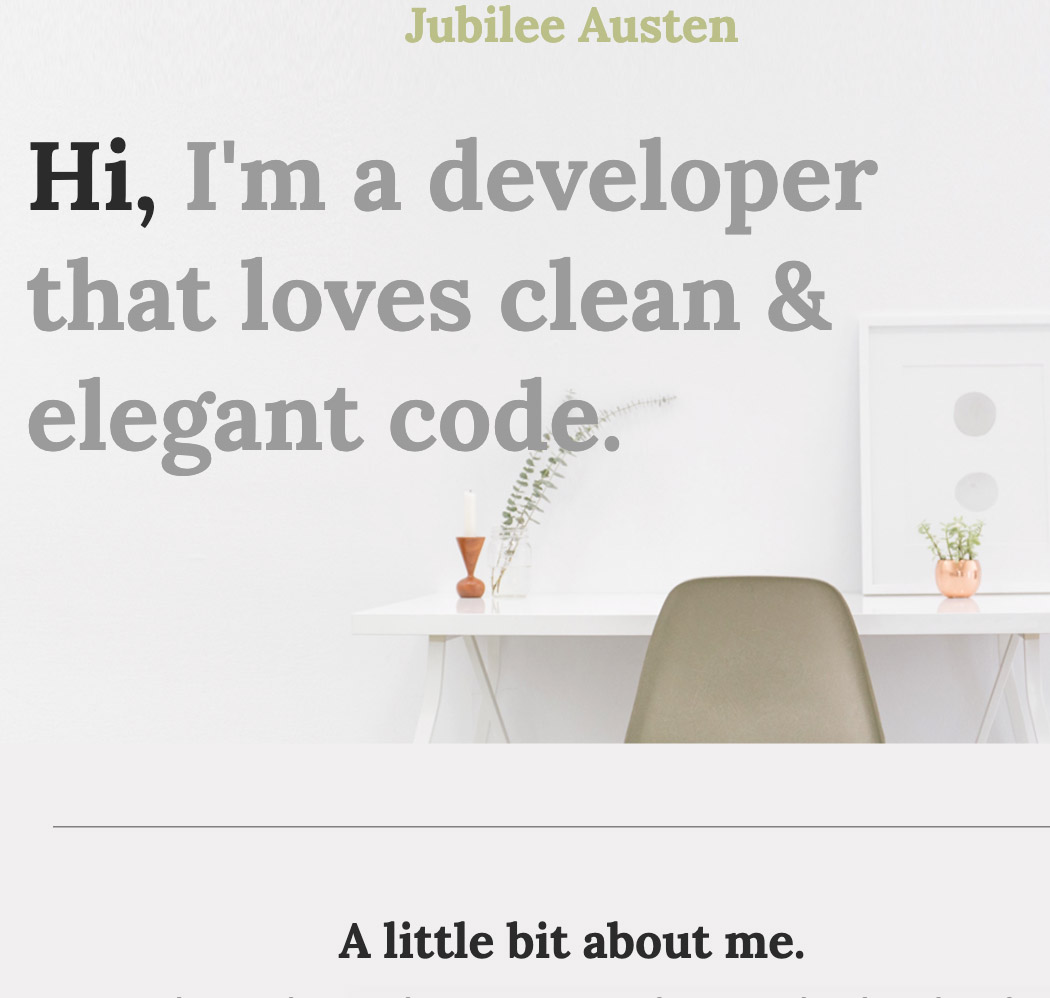 Jubilee Austen
Hi, I'm a developer
that loves clean &
elegant code.
A little bit about me.